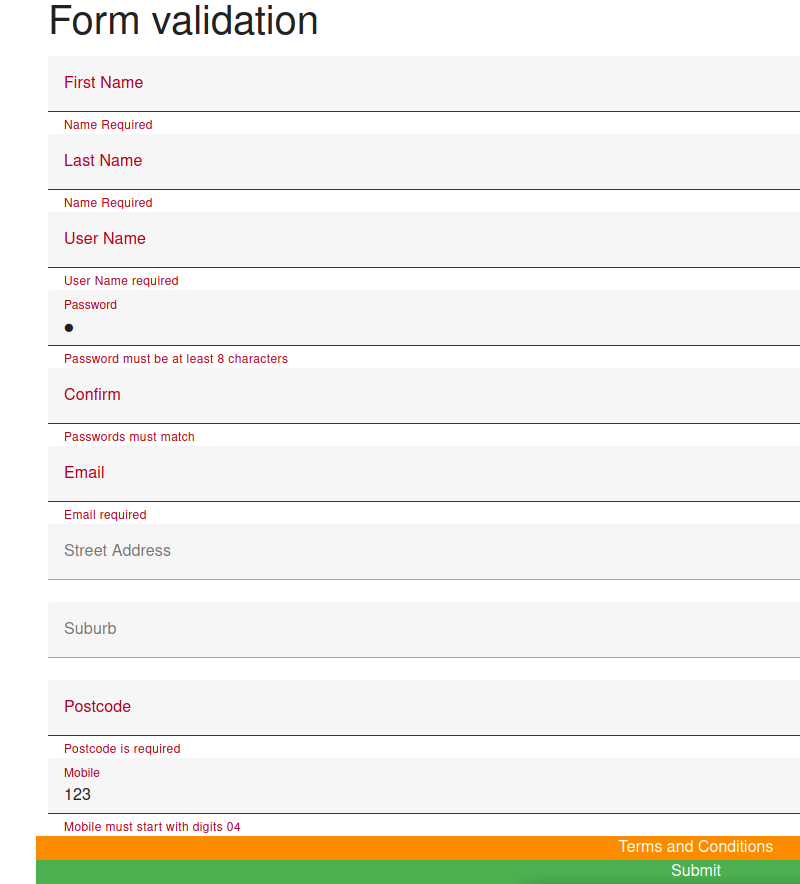 Form validation
First Name
Name Required
Last Name
Name Required
User Name
User Name required
Password
●
Password must be at least 8 characters
Confirm
Passwords must match
Email
Email required
Street Address
Suburb
Postcode
Postcode is required
Mobile
123
Mobile must start with digits 04
Terms and Conditions
Submit